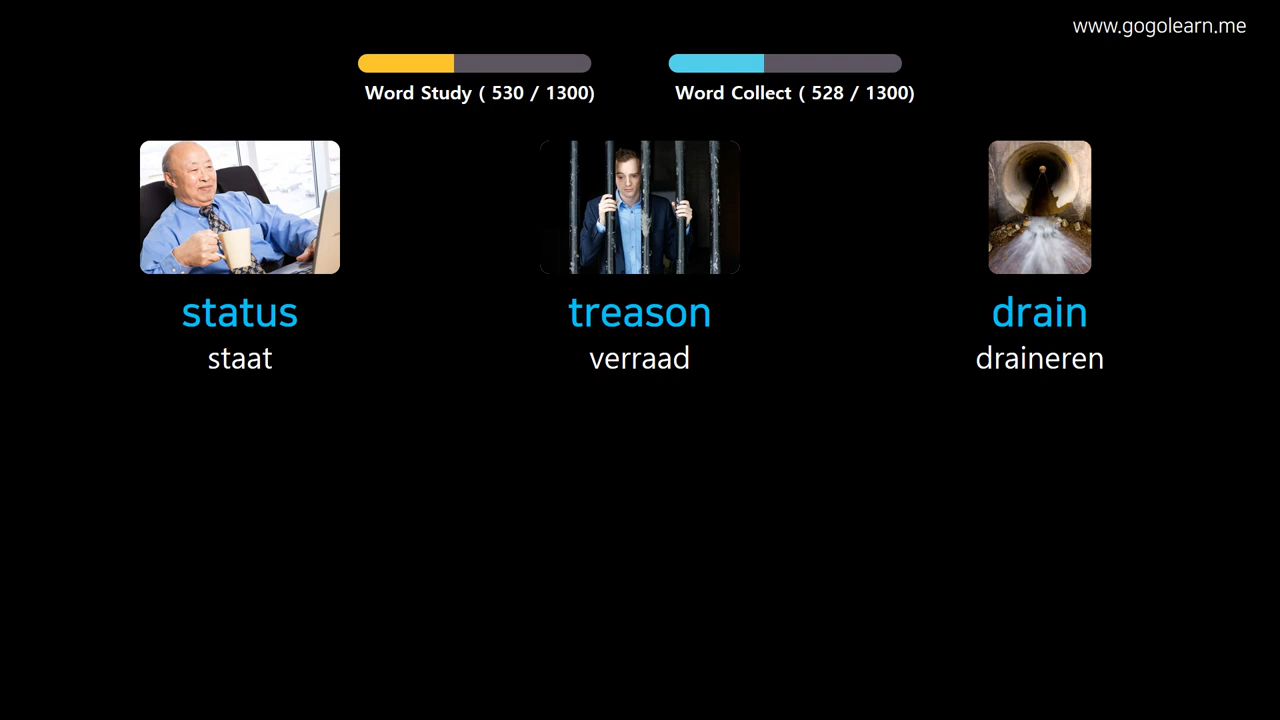 www.gogolearn.me
Word Study ( 530 / 1300)
Word Collect ( 528 / 1300)
status
treason
drain
staat
verraad
draineren